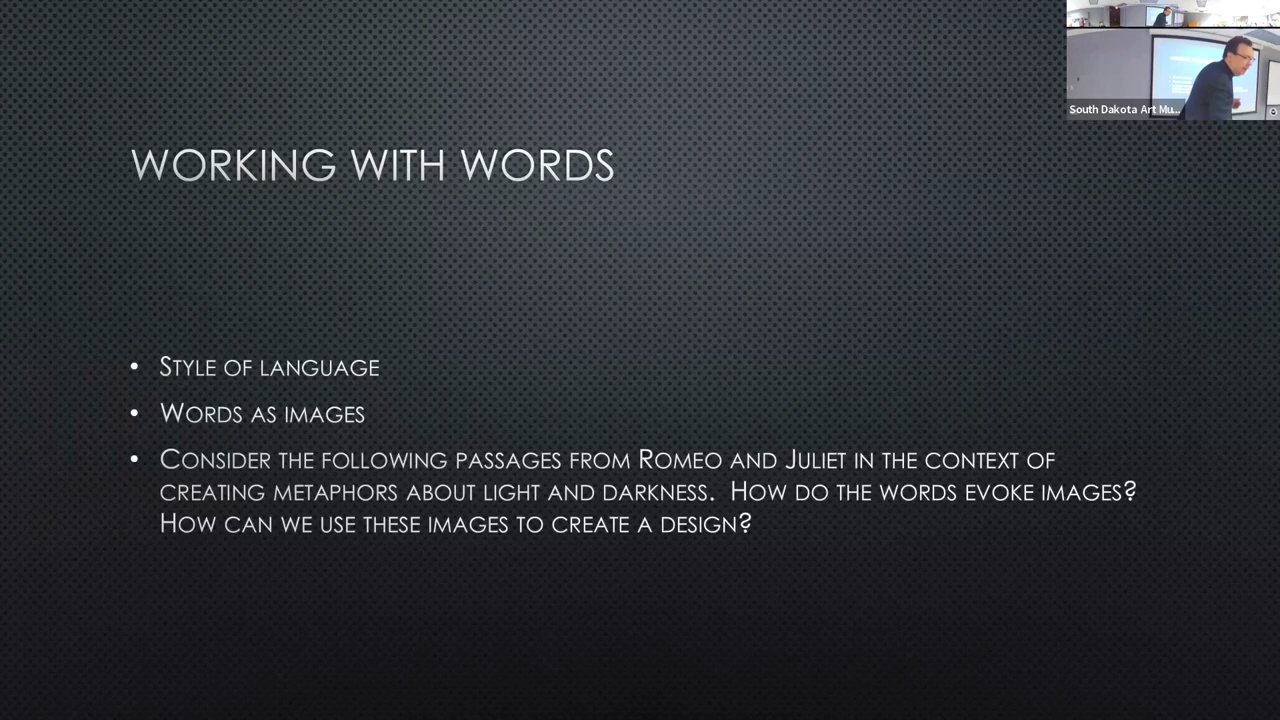 South Dakota Art Mu...
WORKING WITH WORDS
• STYLE OF LANGUAGE
• WORDS AS IMAGES
• CONSIDER THE FOLLOWING PASSAGES FROM ROMEO AND JULIET IN THE CONTEXT OF
CREATING METAPHORS ABOUT LIGHT AND DARKNESS. HOW DO THE WORDS EVOKE IMAGES?
HOW CAN WE USE THESE IMAGES TO CREATE A DESIGN?